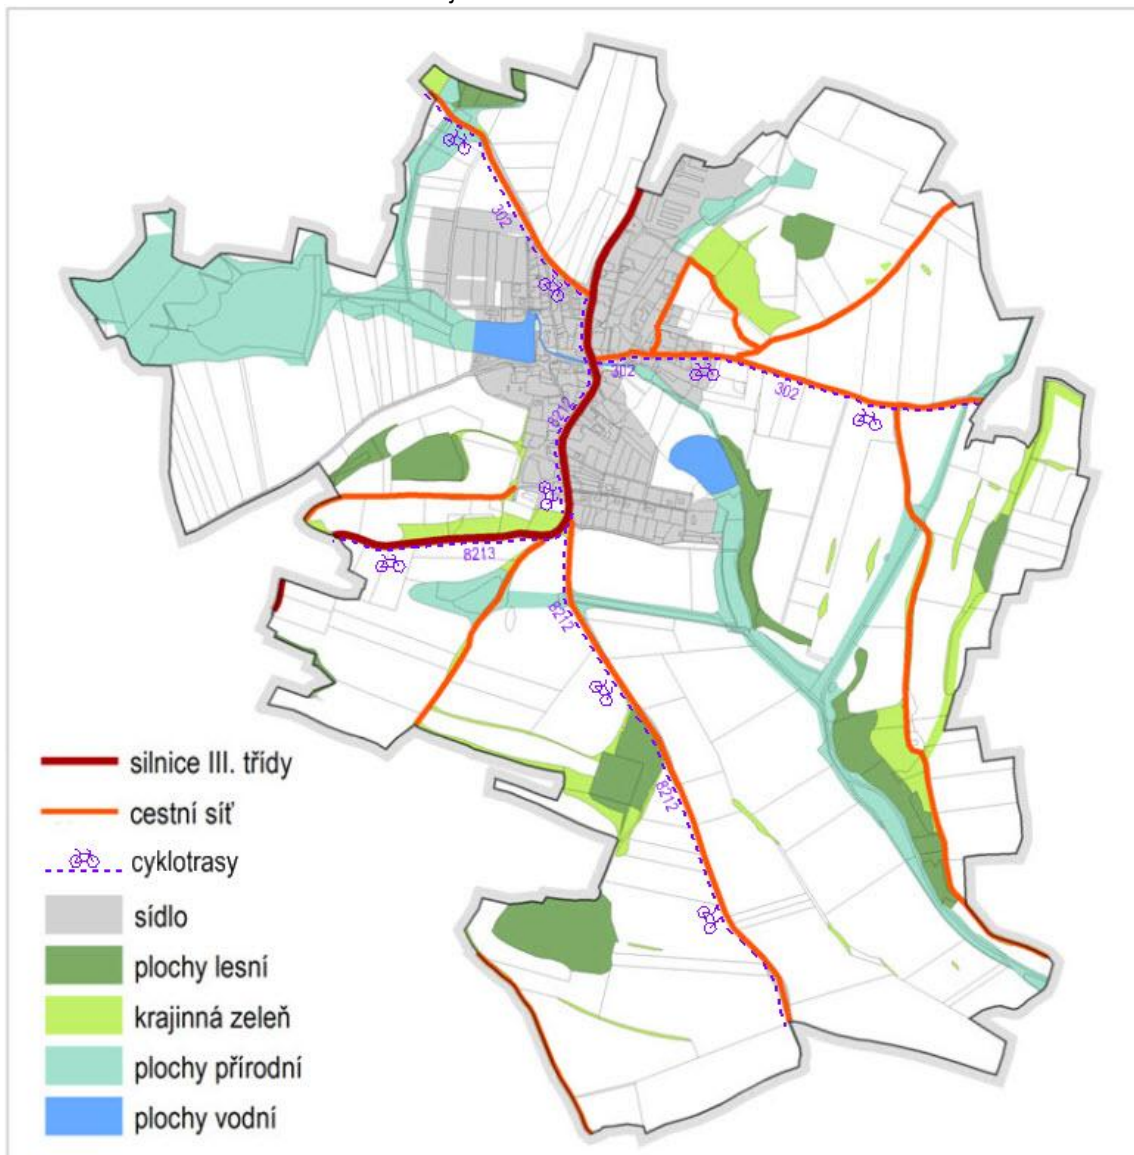 302
302
302
8212
8213
8212
8212
silnice III. třídy
cestní síť
cyklotrasy
sídlo
plochy lesní
krajinná zeleň
plochy přírodní
plochy vodní